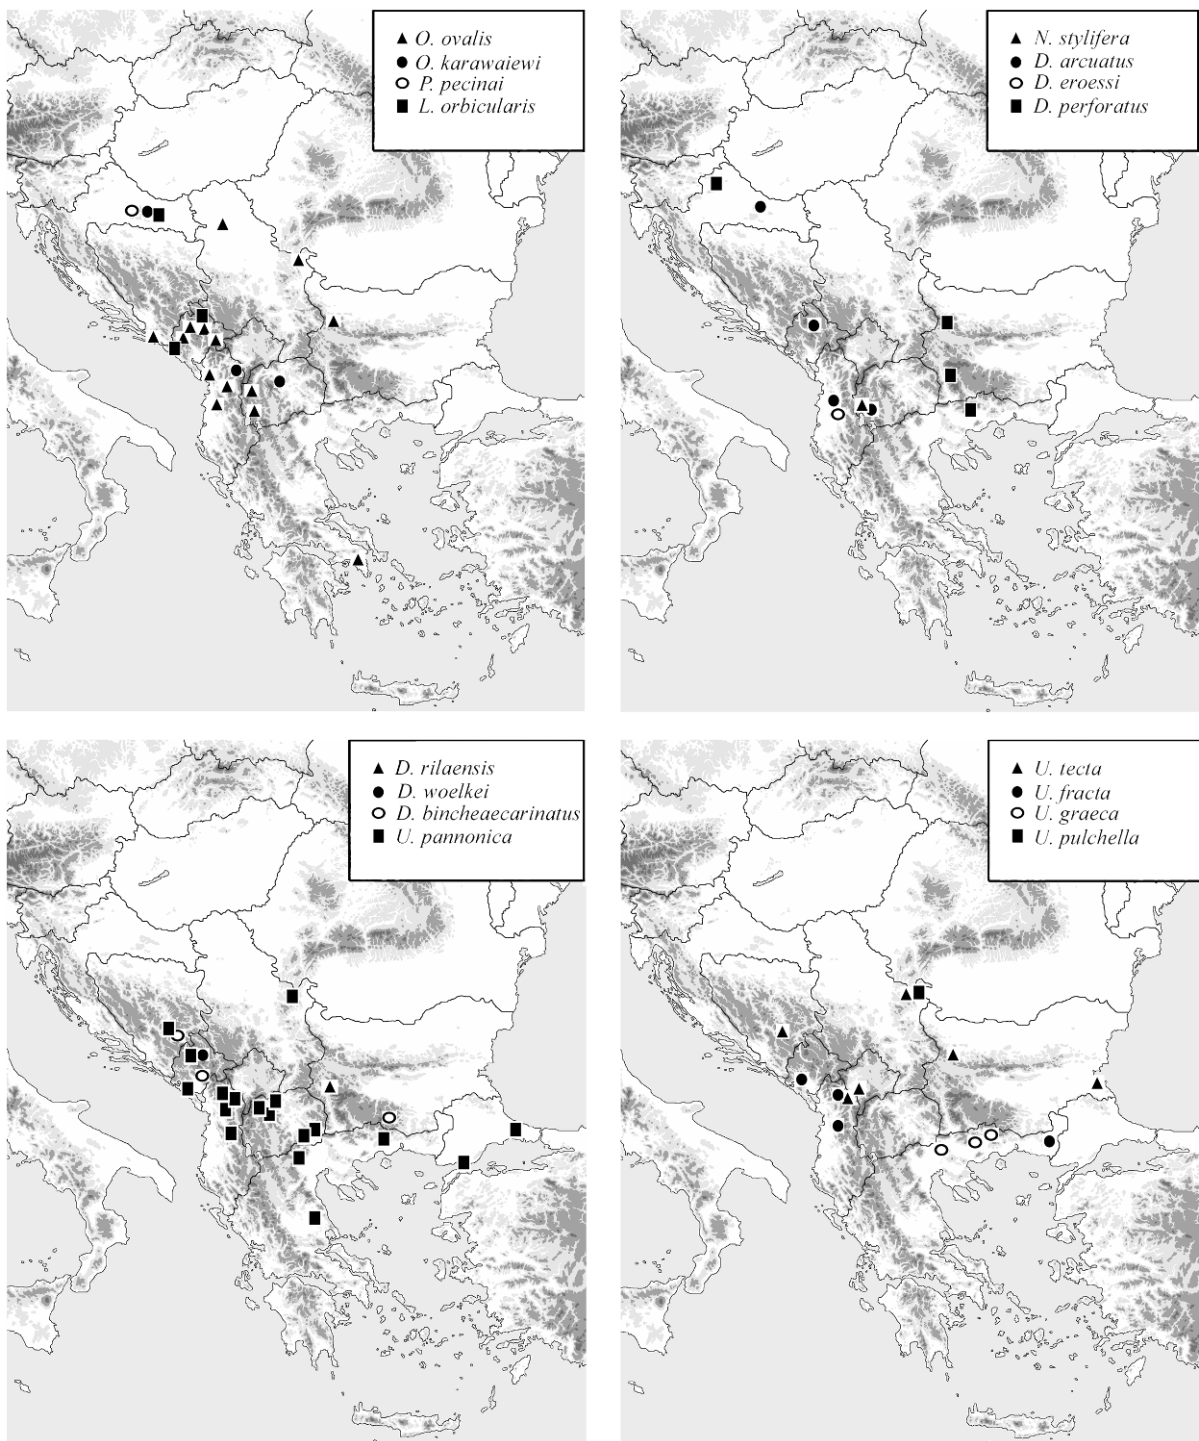 O. ovalis
O. karawaiewi
P. pecinai
L. orbicularis
N. stylifera
D. arcuatus
D. eroessi
D. perforatus
D. rilaensis
D. woelkei
D. bincheaecarinatus
U. pannonica
U. tecta
U. fracta
U. graeca
U. pulchella